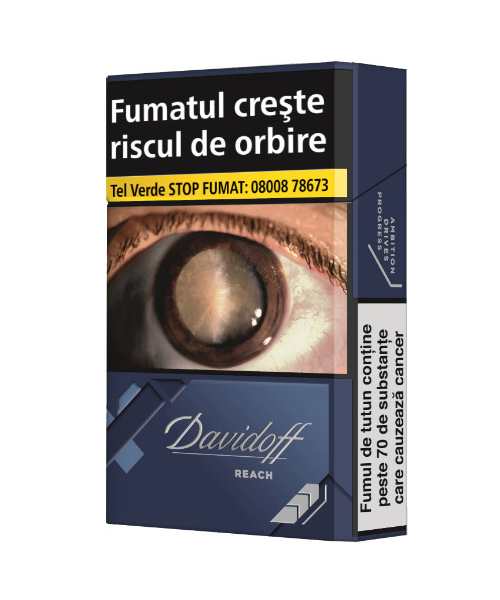 Fumatul creşte
riscul de orbire
Tel Verde STOP FUMAT: 08008 78673
Davidoff
REACH
AMBITION
DRIVES
PROGRESS
Fumul de tutun conține
peste 70 de substanțe
care cauzează cancer